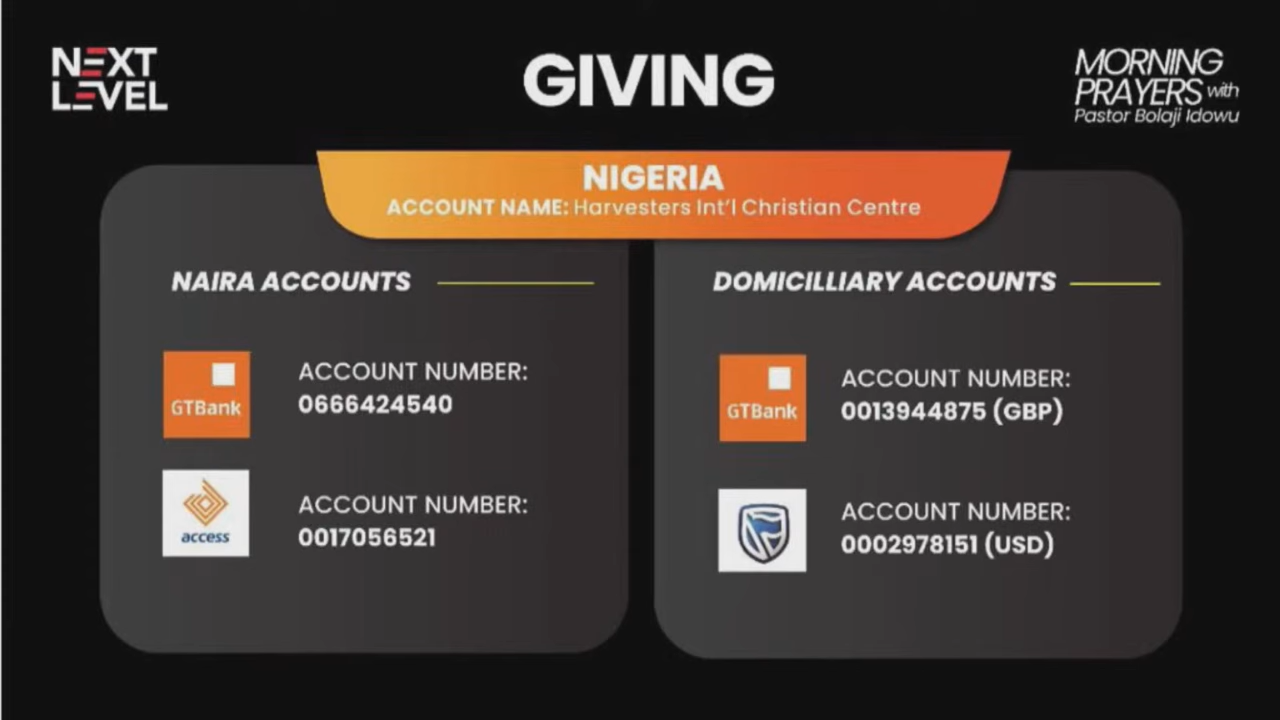 NEXT
LEVEL
GIVING
MORNING
PRAYERS with
Pastor Bolaji Idowu
NIGERIA
ACCOUNT NAME: Harvesters Int'l Christian Centre
NAIRA ACCOUNTS
GTBank
ACCOUNT NUMBER:
0666424540
access
ACCOUNT NUMBER:
0017056521
DOMICILLIARY ACCOUNTS
GTBank
ACCOUNT NUMBER:
0013944875 (GBP)
ACCOUNT NUMBER:
0002978151 (USD)